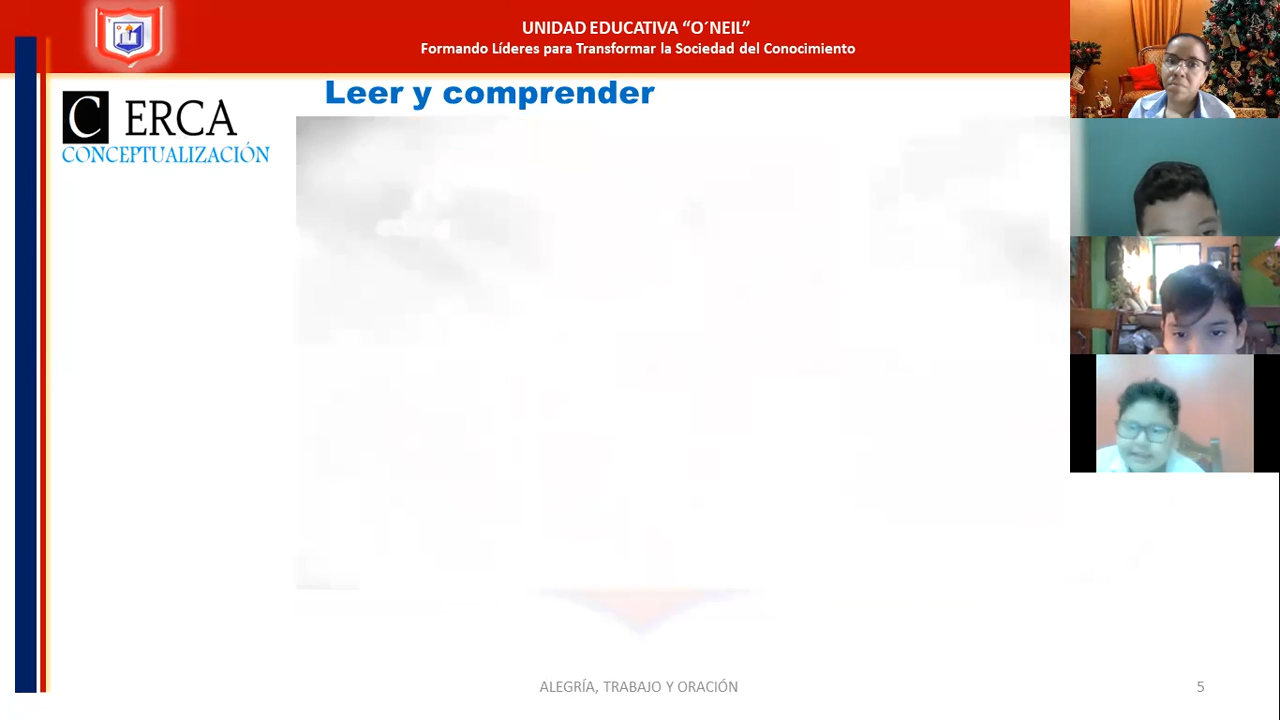 UNIDAD EDUCATIVA “O´NEIL”
Formando Líderes para Transformar la Sociedad del Conocimiento
Leer y comprender
C ERCA
CONCEPTUALIZACIÓN
ALEGRÍA, TRABAJO Y ORACIÓN
5